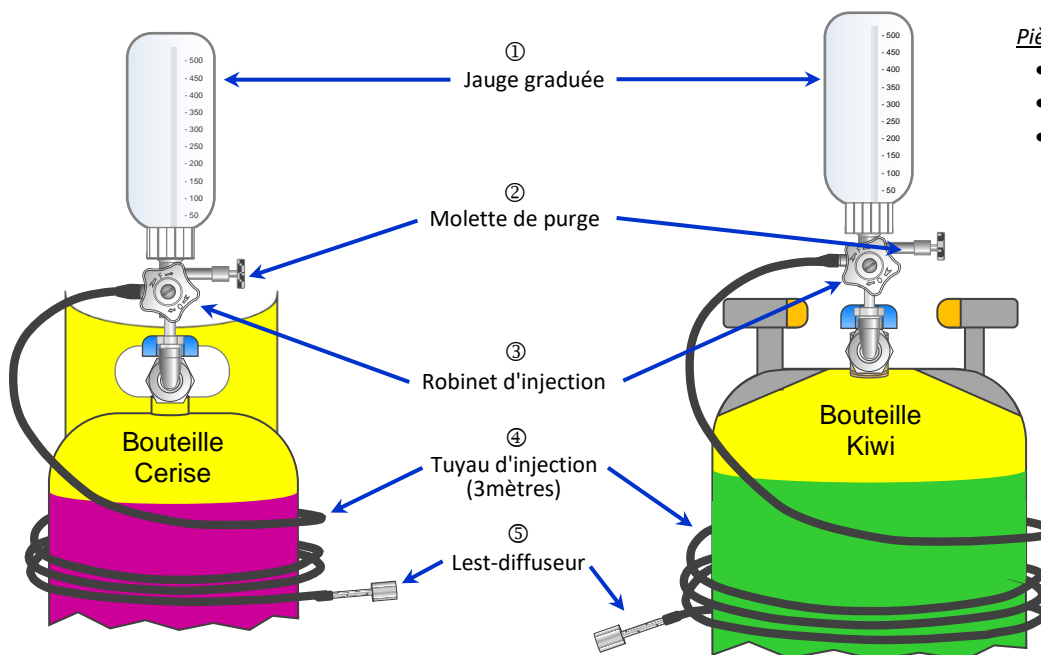 ①
Jauge graduée
- 500
- 450
- 400
- 350
- 300
- 250
- 200
- 150
- 100
- 50
- 500
- 450
- 400
- 350
- 300
- 250
- 200
- 150
- 100
- 50
Piè
②
Molette de purge
③
Robinet d'injection
Bouteille
Cerise
Bouteille
Kiwi
④
Tuyau d'injection
(3mètres)
⑤
Lest-diffuseur